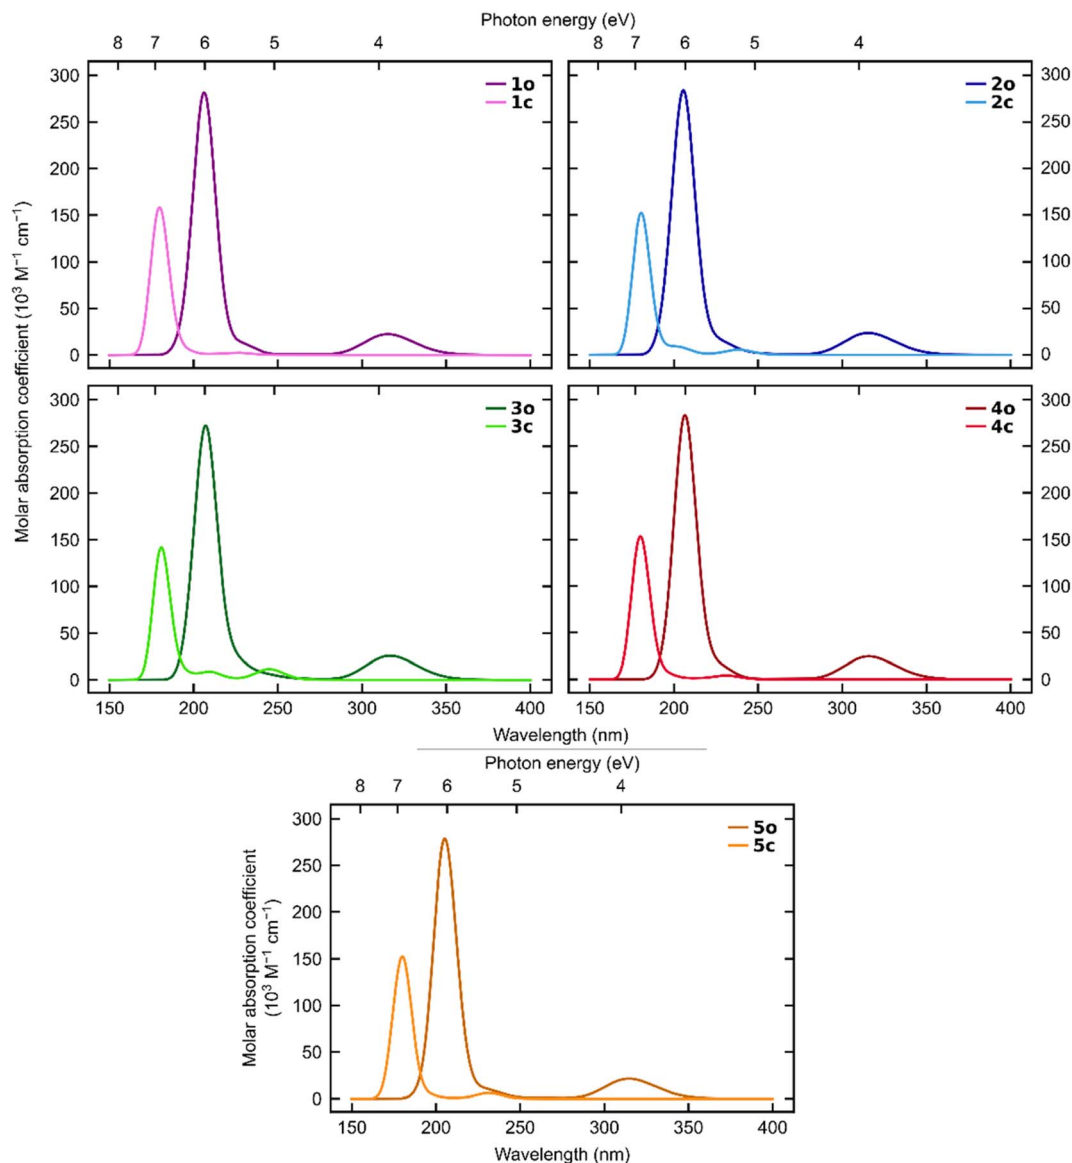 Photon energy (eV)
8 7 6 5 4
8 7 6 5 4
300
250
200
150
100
50
0
1o
1c
2o
2c
300
250
200
150
100
50
0
Molar absorption coefficient (10³ M⁻¹ cm⁻¹)
300
250
200
150
100
50
0
3o
3c
4o
4c
300
250
200
150
100
50
0
150 200 250 300 350 400
150 200 250 300 350 400
Wavelength (nm)
Photon energy (eV)
8 7 6 5 4
Molar absorption coefficient
(10³ M⁻¹ cm⁻¹)
300
250
200
150
100
50
0
5o
5c
150 200 250 300 350 400
Wavelength (nm)